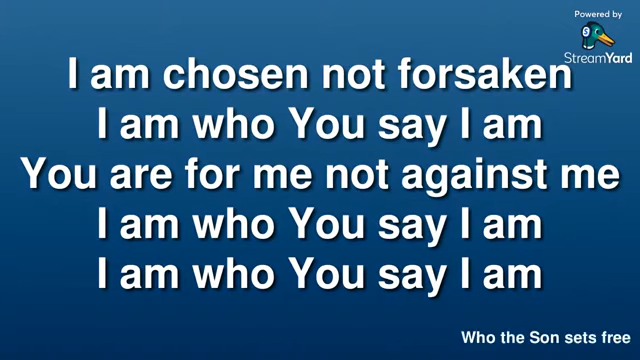 Powered by
StreamYard
I am chosen not forsaken
I am who You say I am
You are for me not against me
I am who You say I am
I am who You say I am
Who the Son sets free